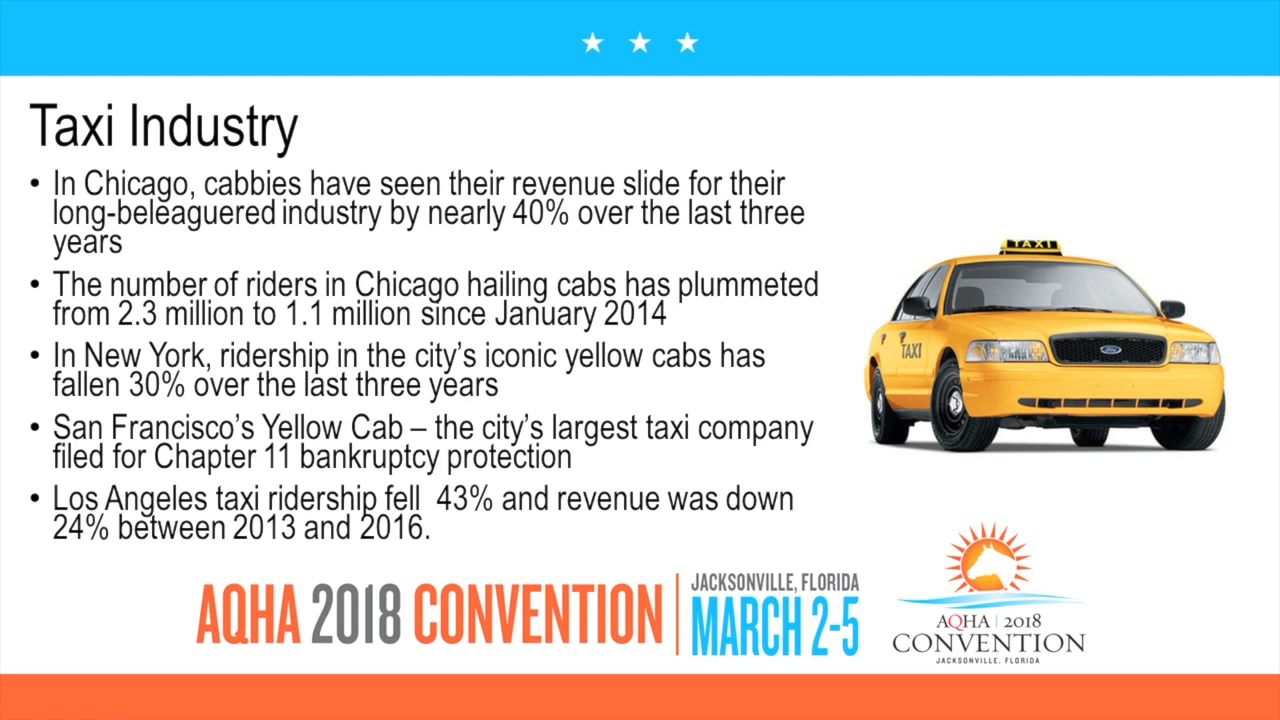 Taxi Industry
• In Chicago, cabbies have seen their revenue slide for their
long-beleaguered industry by nearly 40% over the last three
years
• The number of riders in Chicago hailing cabs has plummeted
from 2.3 million to 1.1 million since January 2014
• In New York, ridership in the city’s iconic yellow cabs has
fallen 30% over the last three years
• San Francisco’s Yellow Cab – the city’s largest taxi company
filed for Chapter 11 bankruptcy protection
• Los Angeles taxi ridership fell  43% and revenue was down
24% between 2013 and 2016.
TAXI
TAXI
Ford
AQHA 2018 CONVENTION
JACKSONVILLE, FLORIDA
MARCH 2-5
AQHA | 2018
CONVENTION
JACKSONVILLE, FLORIDA